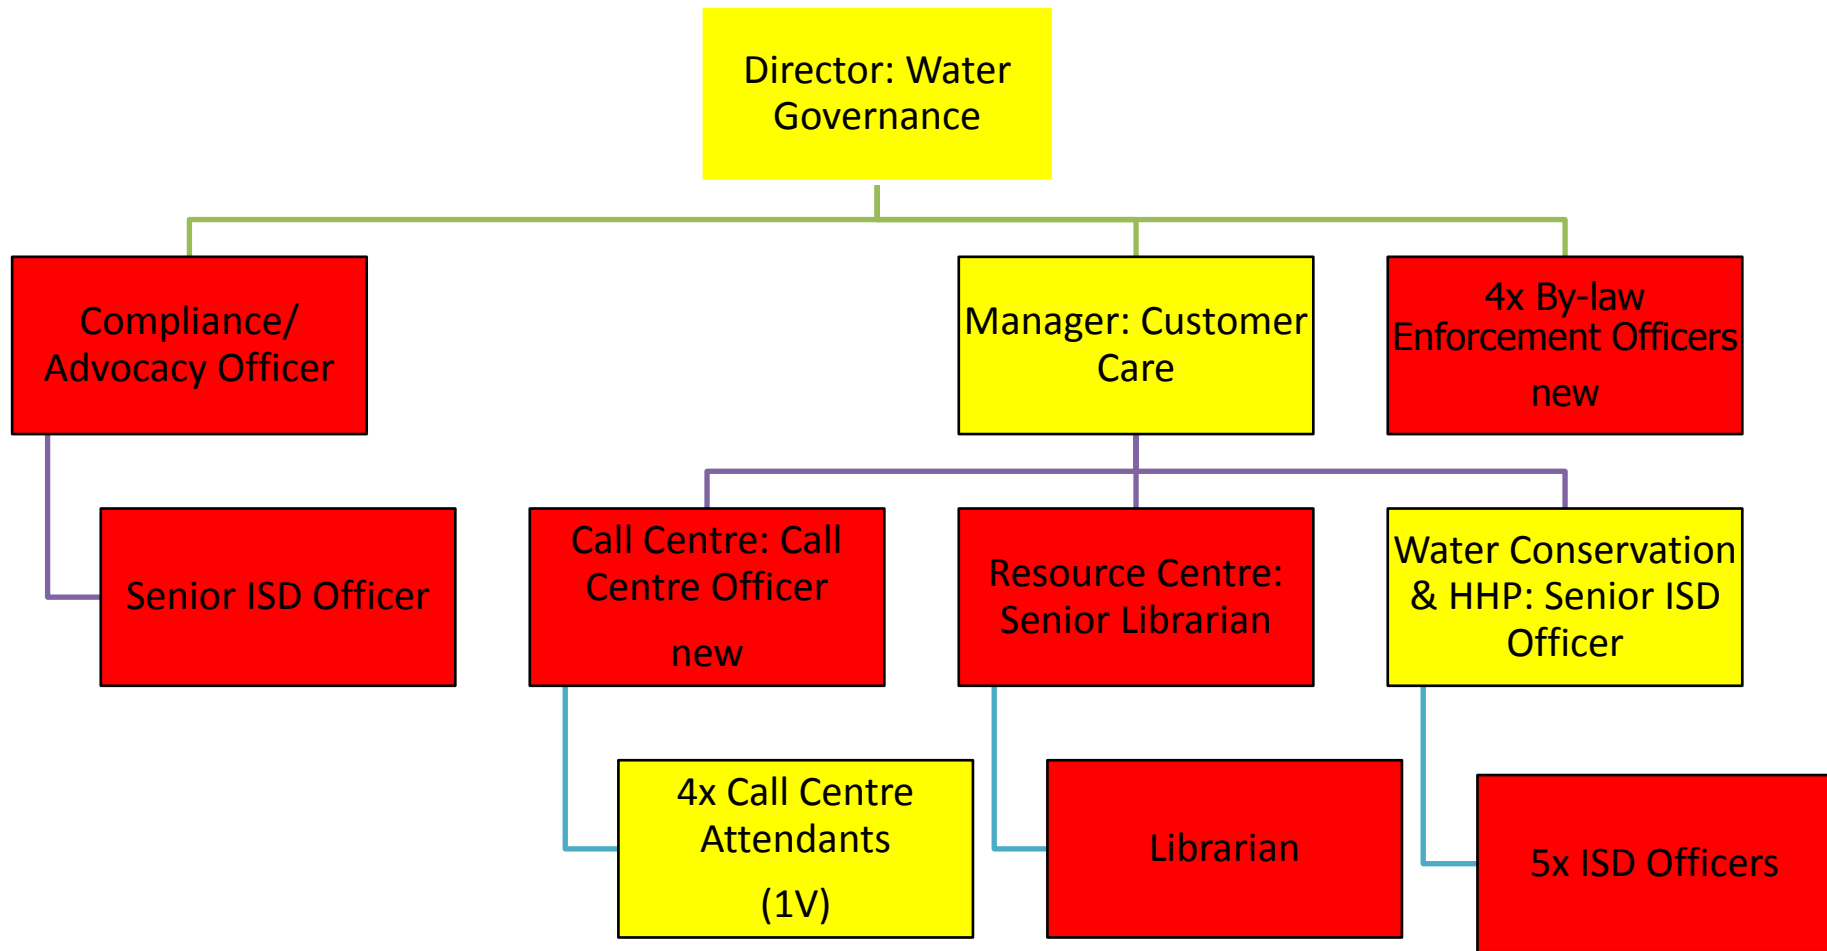 Director: Water
Governance
Compliance/
Advocacy Officer
Manager: Customer
Care
4x By-law
Enforcement Officers
new
Senior ISD Officer
Call Centre: Call
Centre Officer
new
Resource Centre:
Senior Librarian
Water Conservation
& HHP: Senior ISD
Officer
4x Call Centre
Attendants
(1V)
Librarian
5x ISD Officers